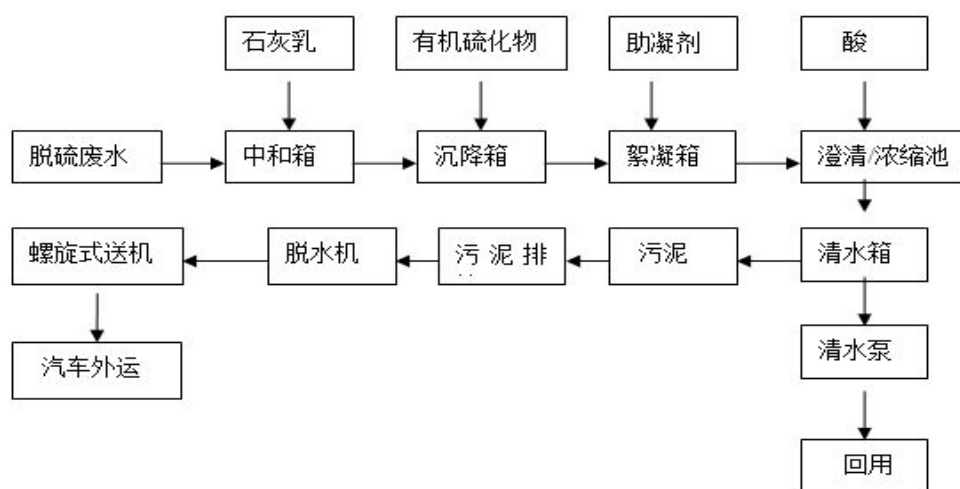 石灰乳
有机硫化物
助凝剂
酸
脱硫废水
中和箱
沉降箱
絮凝箱
澄清/浓缩池
螺旋式送机
脱水机
污泥排
污泥
清水箱
清水泵
汽车外运
回用